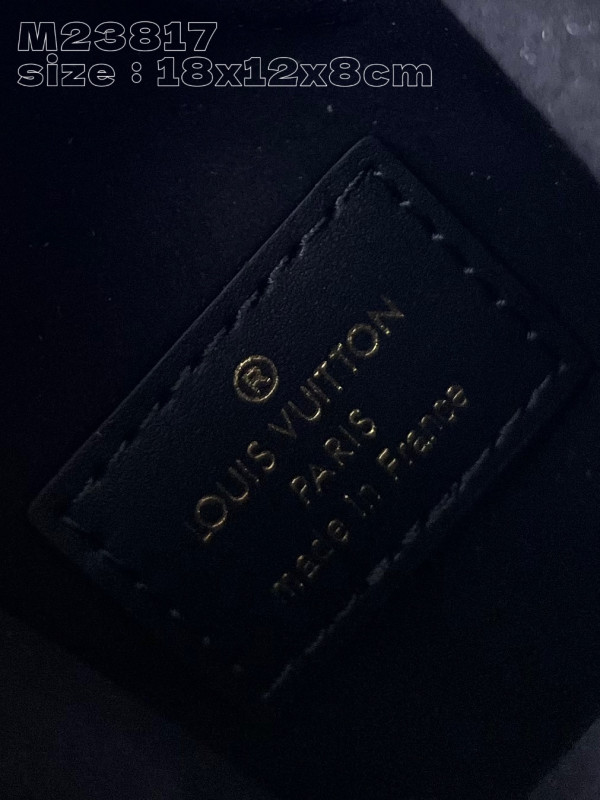 M23817
size : 18x12x8cm
®
LOUIS VUITTON
PARIS
made in France